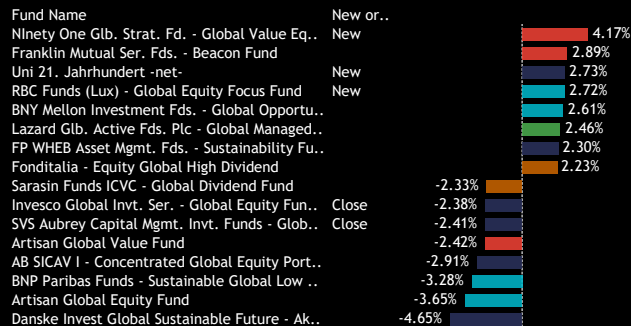 Fund Name New or..
NInety One Glb. Strat. Fd. - Global Value Eq.. New 4.17%
Franklin Mutual Ser. Fds. - Beacon Fund 2.89%
Uni 21. Jahrhundert -net- New 2.73%
RBC Funds (Lux) - Global Equity Focus Fund New 2.72%
BNY Mellon Investment Fds. - Global Opportu.. 2.61%
Lazard Glb. Active Fds. Plc - Global Managed.. 2.46%
FP WHEB Asset Mgmt. Fds. - Sustainability Fu.. 2.30%
Fonditalia - Equity Global High Dividend 2.23%
Sarasin Funds ICVC - Global Dividend Fund -2.33%
Invesco Global Invt. Ser. - Global Equity Fun.. Close -2.38%
SVS Aubrey Capital Mgmt. Invt. Funds - Glob.. Close -2.41%
Artisan Global Value Fund -2.42%
AB SICAV I - Concentrated Global Equity Port.. -2.91%
BNP Paribas Funds - Sustainable Global Low .. -3.28%
Artisan Global Equity Fund -3.65%
Danske Invest Global Sustainable Future - Ak.. -4.65%